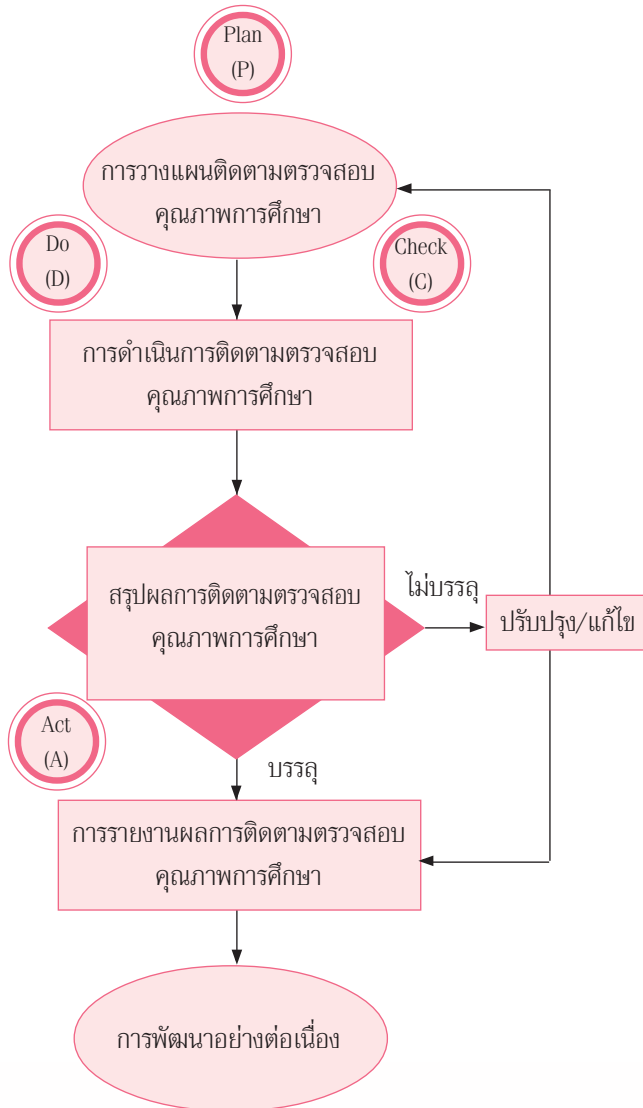 Plan
(P)
การวางแผนติดตามตรวจสอบ
คุณภาพการศึกษา
Do
(D)
Check
(C)
การดำเนินการติดตามตรวจสอบ
คุณภาพการศึกษา
สรุปผลการติดตามตรวจสอบ
คุณภาพการศึกษา
ไม่บรรลุ
ปรับปรุง/แก้ไข
Act
(A)
บรรลุ
การรายงานผลการติดตามตรวจสอบ
คุณภาพการศึกษา
การพัฒนาอย่างต่อเนื่อง